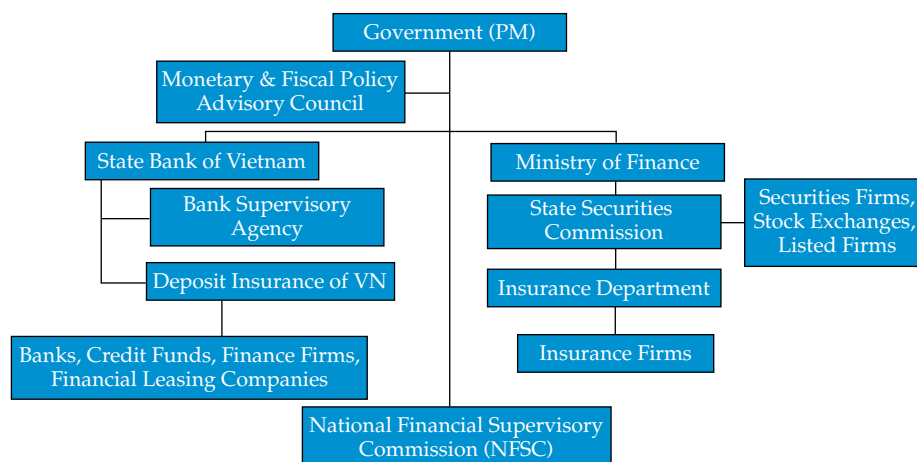 Government (PM)
Monetary & Fiscal Policy
Advisory Council
State Bank of Vietnam
Bank Supervisory
Agency
Deposit Insurance of VN
Banks, Credit Funds, Finance Firms,
Financial Leasing Companies
Ministry of Finance
State Securities
Commission
Securities Firms,
Stock Exchanges,
Listed Firms
Insurance Department
Insurance Firms
National Financial Supervisory
Commission (NFSC)